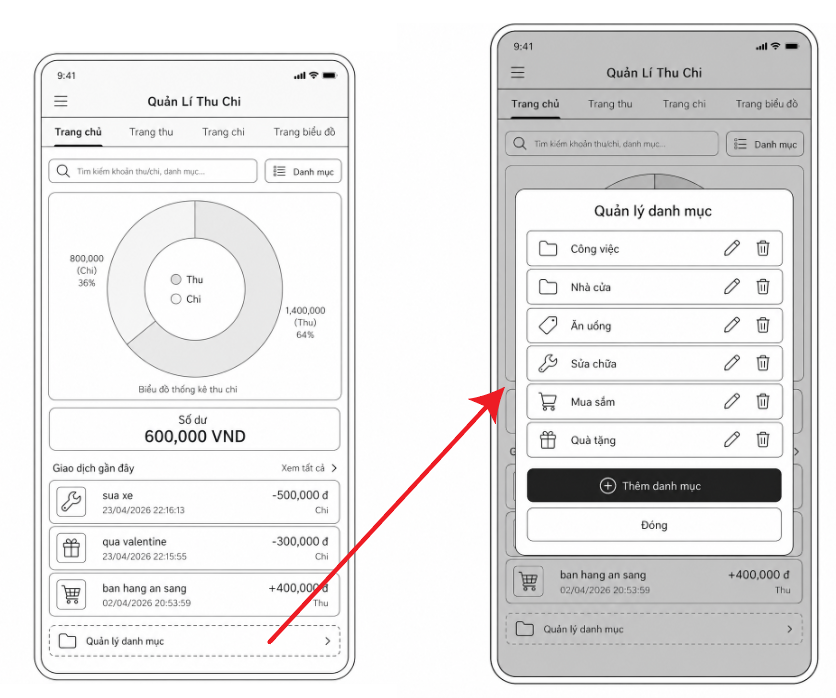 9:41
Quản Lí Thu Chi
Trang chủ Trang thu Trang chi Trang biểu đồ
Tìm kiếm khoản thu/chi, danh mục... Danh mục
800,000
(Chi)
36%
Thu
Chi
1,400,000
(Thu)
64%
Biểu đồ thống kê thu chi
Số dư
600,000 VND
Giao dịch gần đây Xem tất cả
sua xe -500,000 đ
23/04/2026 22:16:13 Chi
qua valentine -300,000 đ
23/04/2026 22:15:55 Chi
ban hang an sang +400,000 đ
02/04/2026 20:53:59 Thu
Quản lý danh mục
9:41
Quản Lí Thu Chi
Trang chủ Trang thu Trang chi Trang biểu đồ
Tìm kiếm khoản thu/chi, danh mục... Danh mục
Quản lý danh mục
Công việc
Nhà cửa
Ăn uống
Sửa chữa
Mua sắm
Quà tặng
G
Thêm danh mục
Đóng
ban hang an sang +400,000 đ
02/04/2026 20:53:59 Thu
Quản lý danh mục